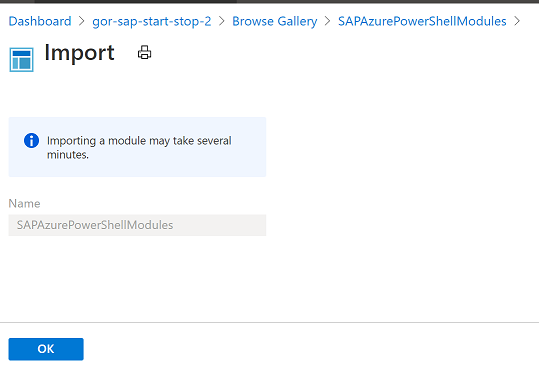 Dashboard > gor-sap-start-stop-2 > Browse Gallery > SAPAzurePowerShellModules >
Import
Importing a module may take several
minutes.
Name
SAPAzurePowerShellModules
OK